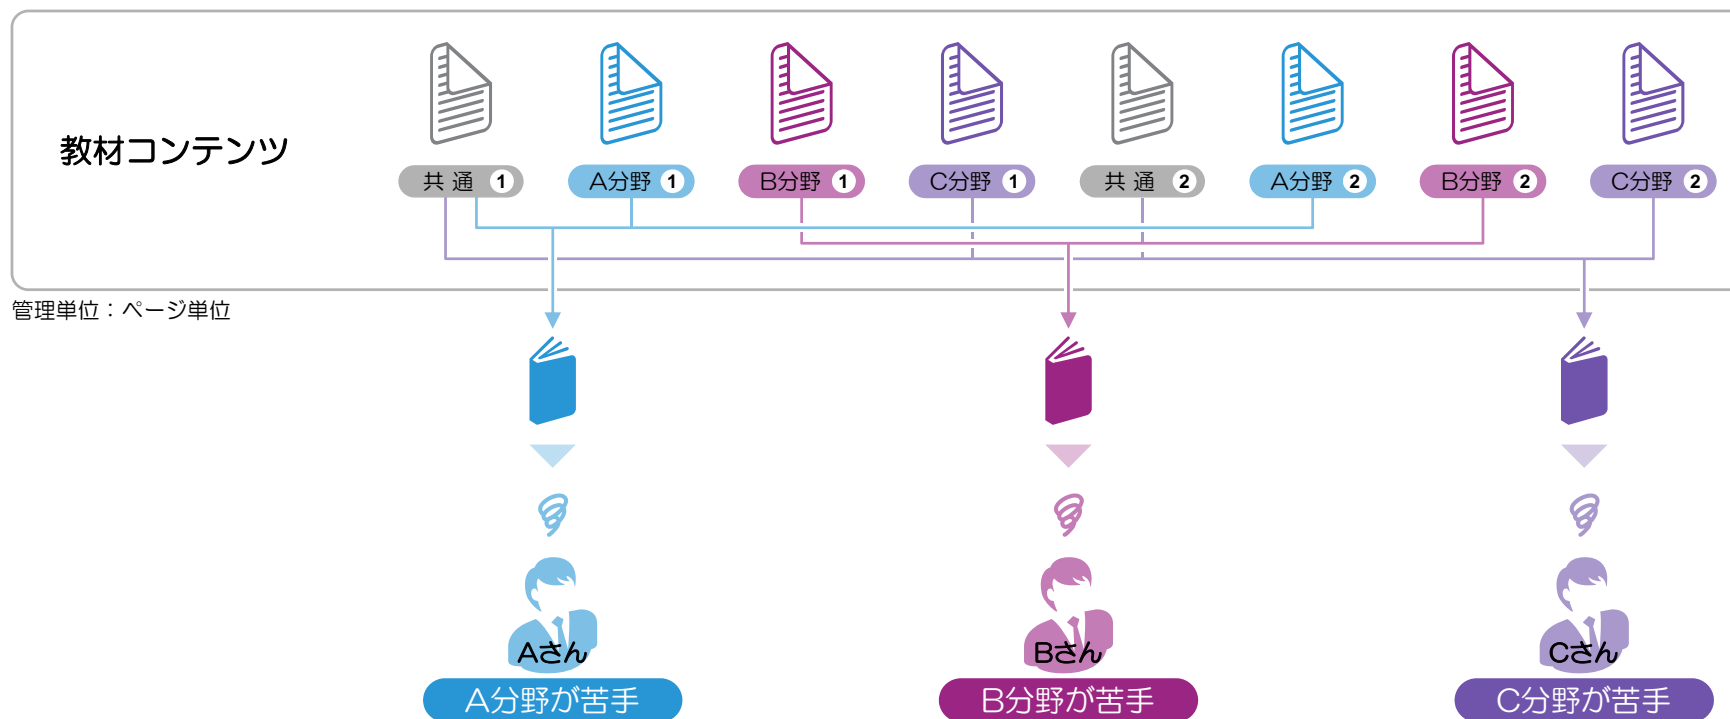 教材コンテンツ
共通 1
A分野 1
B分野 1
C分野 1
共通 2
A分野 2
B分野 2
C分野 2
管理単位：ページ単位
Aさん
Bさん
Cさん
A分野が苦手
B分野が苦手
C分野が苦手